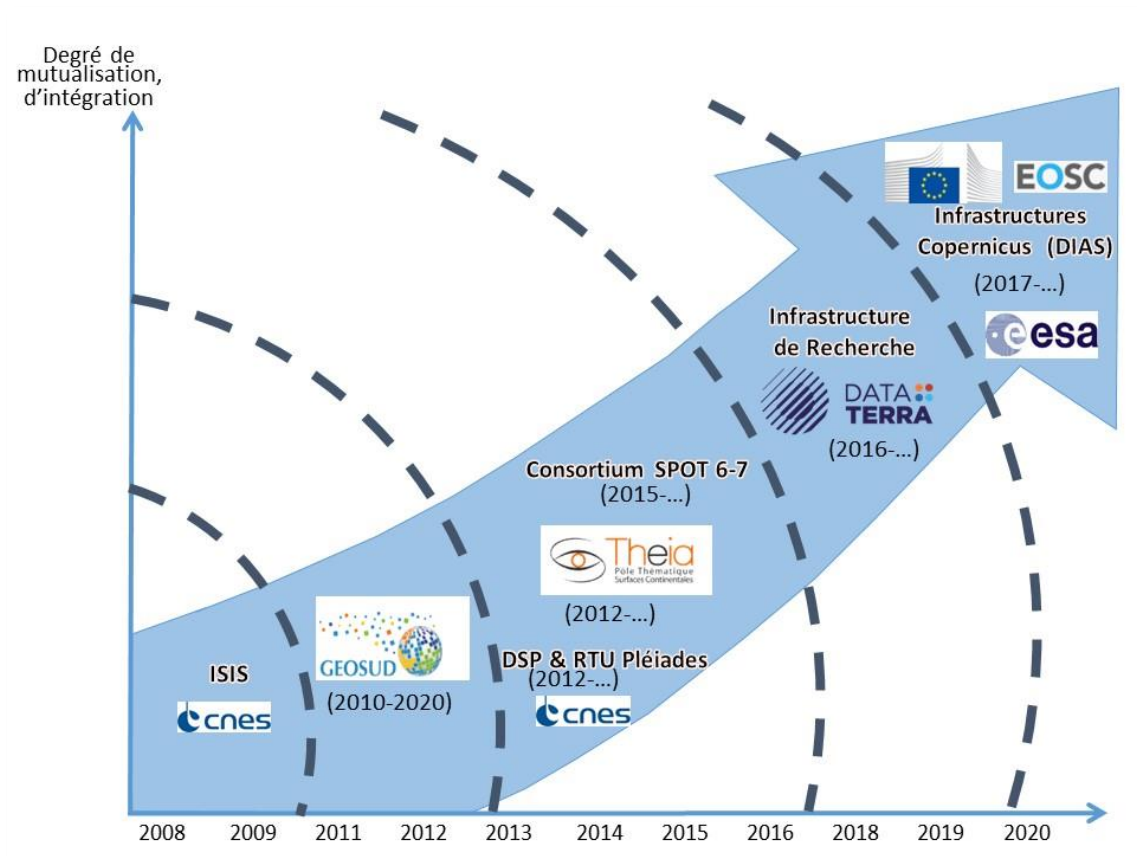 Degré de
mutualisation,
d’intégration
EOSC
Infrastructures
Copernicus (DIAS)
(2017-...)
esa
Infrastructure
de Recherche
DATA
TERRA
(2016-...)
Consortium SPOT 6-7
(2015-...)
Theia
Pôle Thématique
Surfaces Continentales
(2012-...)
GEOSUD
(2010-2020)
DSP & RTU Pléiades
(2012-...)
cnes
ISIS
cnes
2008 2009 2011 2012 2013 2014 2015 2016 2018 2019 2020